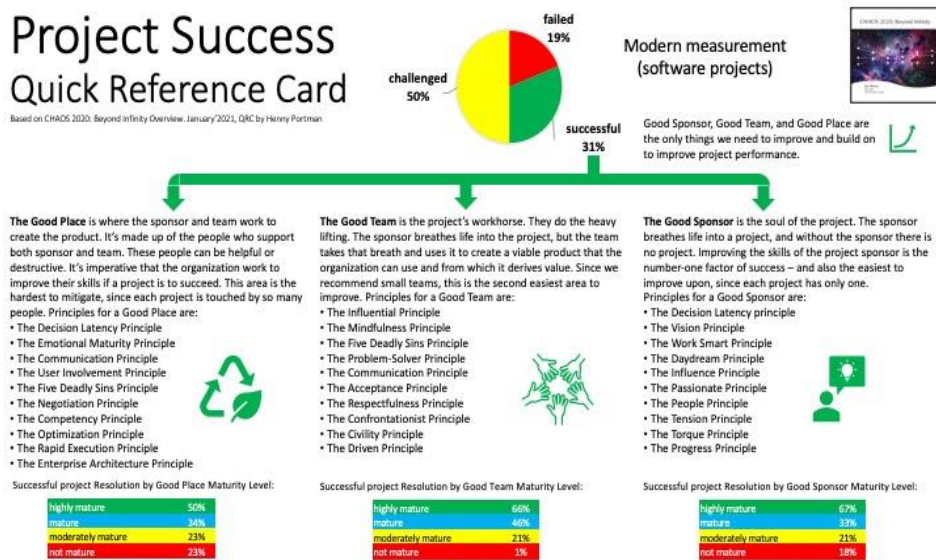 Project Success
Quick Reference Card
Based on CHAOS 2020: Beyond Infinity Overview. January'2021, QRC by Henny Portman
failed
19%
challenged
50%
successful
31%
Modern measurement
(software projects)
CHAOS 2020: Beyond Infinity
Good Sponsor, Good Team, and Good Place are
the only things we need to improve and build on
to improve project performance.
The Good Place is where the sponsor and team work to
create the product. It's made up of the people who support
both sponsor and team. These people can be helpful or
destructive. It's imperative that the organization work to
improve their skills if a project is to succeed. This area is the
hardest to mitigate, since each project is touched by so many
people. Principles for a Good Place are:
• The Decision Latency Principle
• The Emotional Maturity Principle
• The Communication Principle
• The User Involvement Principle
• The Five Deadly Sins Principle
• The Negotiation Principle
• The Competency Principle
• The Optimization Principle
• The Rapid Execution Principle
• The Enterprise Architecture Principle
Successful project Resolution by Good Place Maturity Level:
highly mature 50%
mature 34%
moderately mature 23%
not mature 23%
The Good Team is the project's workhorse. They do the heavy
lifting. The sponsor breathes life into the project, but the team
takes that breath and uses it to create a viable product that the
organization can use and from which it derives value. Since we
recommend small teams, this is the second easiest area to
improve. Principles for a Good Team are:
• The Influential Principle
• The Mindfulness Principle
• The Five Deadly Sins Principle
• The Problem-Solver Principle
• The Communication Principle
• The Acceptance Principle
• The Respectfulness Principle
• The Confrontationist Principle
• The Civility Principle
• The Driven Principle
Successful project Resolution by Good Team Maturity Level:
highly mature 66%
mature 46%
moderately mature 21%
not mature 1%
The Good Sponsor is the soul of the project. The sponsor
breathes life into a project, and without the sponsor there is
no project. Improving the skills of the project sponsor is the
number-one factor of success – and also the easiest to
improve upon, since each project has only one.
Principles for a Good Sponsor are:
• The Decision Latency principle
• The Vision Principle
• The Work Smart Principle
• The Daydream Principle
• The Influence Principle
• The Passionate Principle
• The People Principle
• The Tension Principle
• The Torque Principle
• The Progress Principle
Successful project Resolution by Good Sponsor Maturity Level:
highly mature 67%
mature 33%
moderately mature 21%
not mature 18%